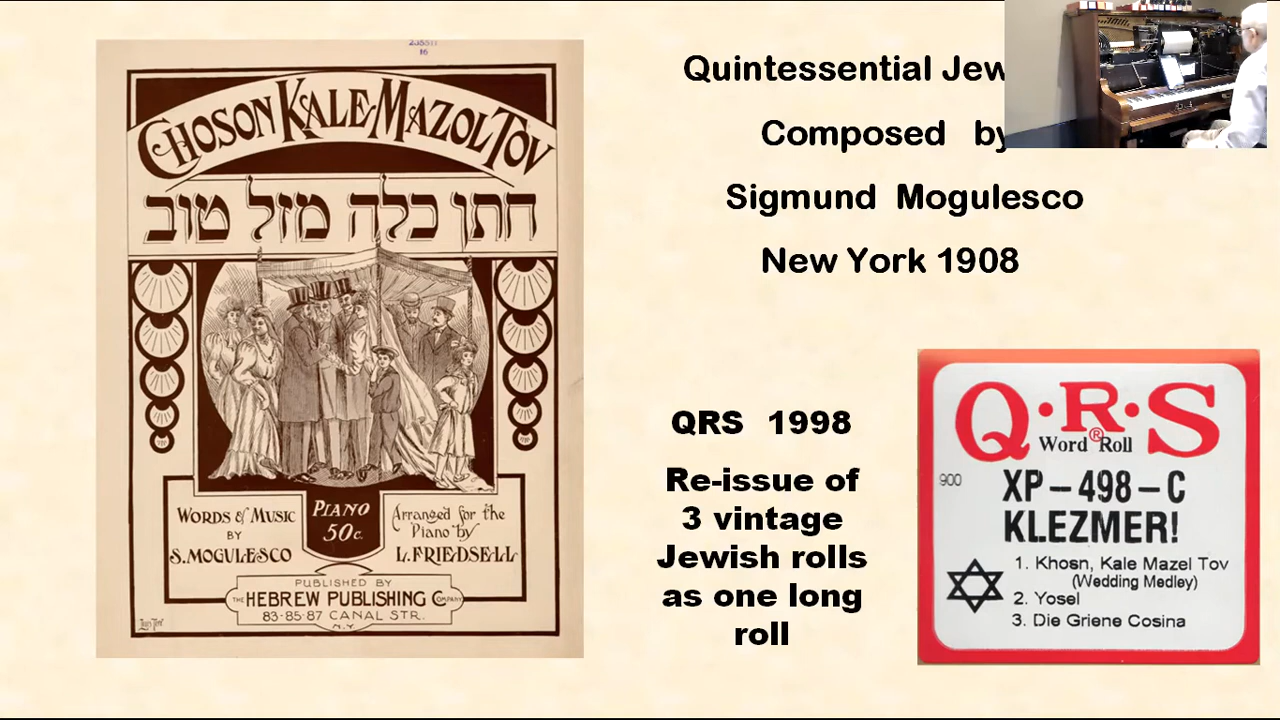 CHOSON KALE-MAZOL TOV
חתן כלה מזל טוב
WORDS & MUSIC
BY
S. MOGULESCO
PIANO
50c.
Arranged for the
Piano by
L. FRIEDSELL
PUBLISHED BY
THE HEBREW PUBLISHING COMPANY
83-85-87 CANAL STR.
N.Y.
Quintessential Jew
Composed by
Sigmund Mogulesco
New York 1908
QRS 1998
Re-issue of
3 vintage
Jewish rolls
as one long
roll
Q·R·S
Word ® Roll
900
XP–498–C
KLEZMER!
1. Khosn, Kale Mazel Tov
(Wedding Medley)
2. Yosel
3. Die Griene Cosina